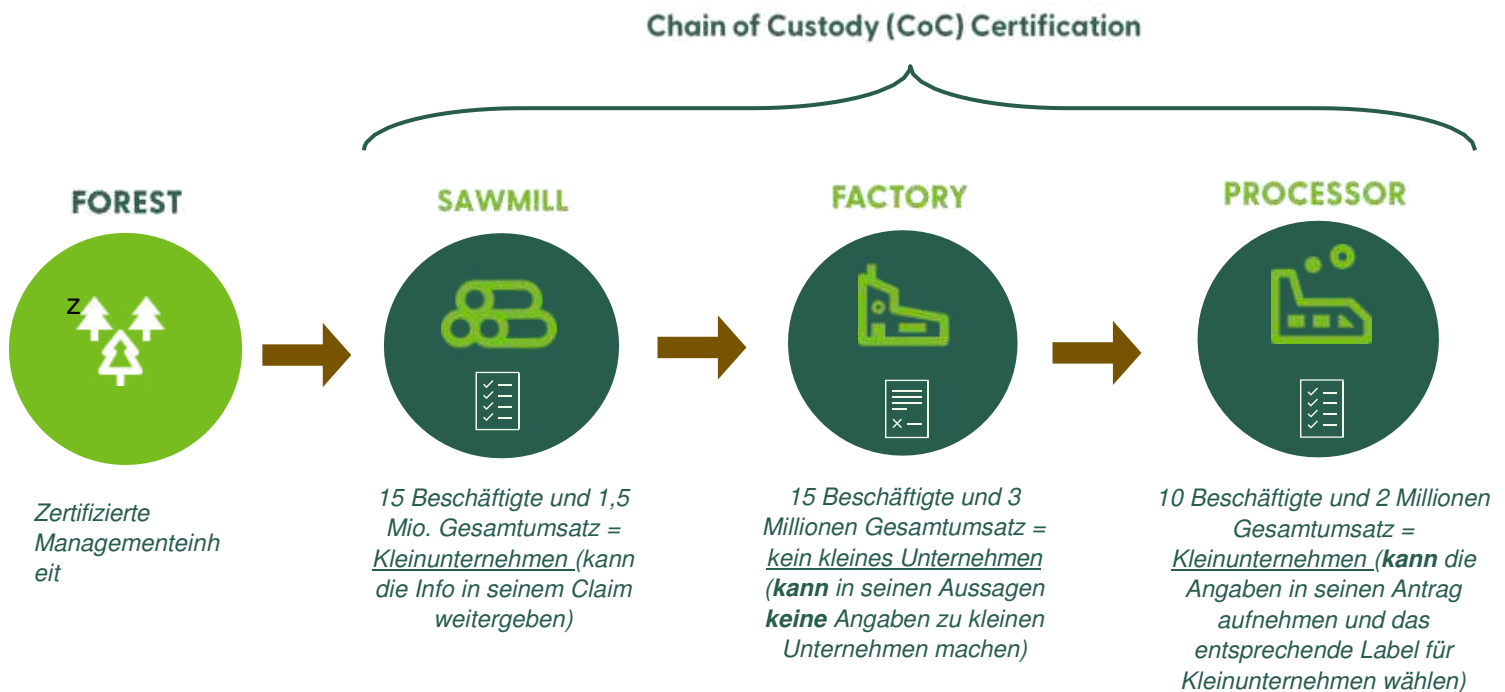 Chain of Custody (CoC) Certification
FOREST
SAWMILL
FACTORY
PROCESSOR
z
Zertifizierte
Managementeinh
eit
15 Beschäftigte und 1,5
Mio. Gesamtumsatz =
Kleinunternehmen (kann
die Info in seinem Claim
weitergeben)
15 Beschäftigte und 3
Millionen Gesamtumsatz =
kein kleines Unternehmen
(kann in seinen Aussagen
keine Angaben zu kleinen
Unternehmen machen)
10 Beschäftigte und 2 Millionen
Gesamtumsatz =
Kleinunternehmen (kann die
Angaben in seinen Antrag
aufnehmen und das
entsprechende Label für
Kleinunternehmen wählen)